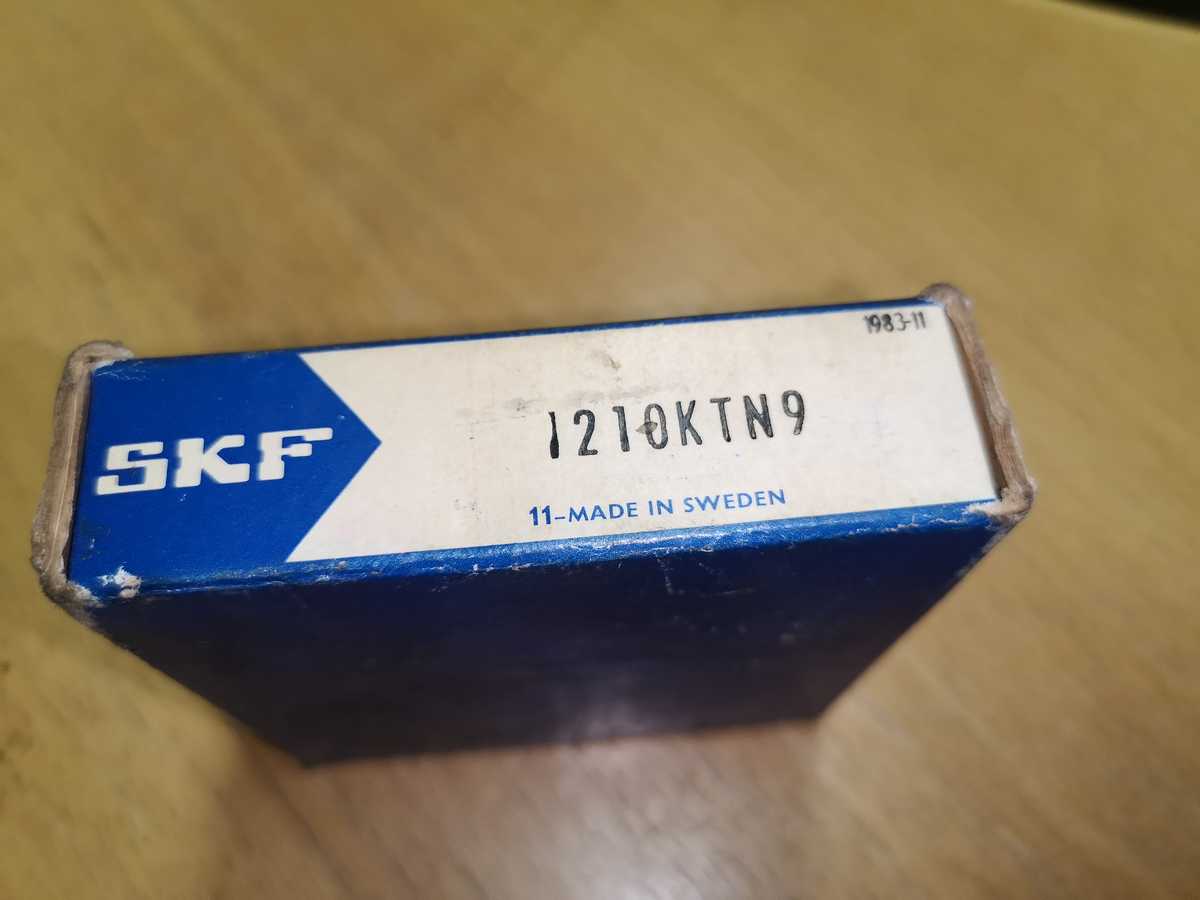 1983-11
SKF
1210KTN9
11-MADE IN SWEDEN